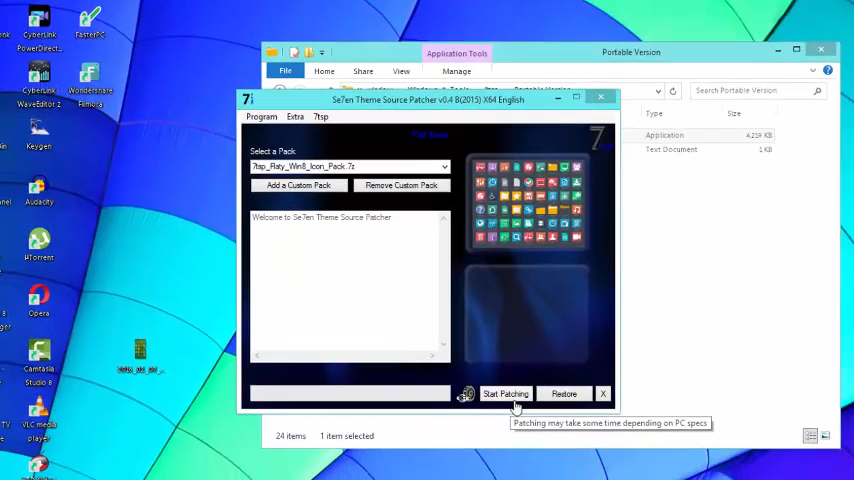 CyberLink
PowerDirect...
FasterPC
CyberLink
WaveEditor 2
Wondershare
Filmora
Keygen
Audacity
µTorrent
Opera
Camtasia
Studio 8
VLC media
player
Application Tools
Portable Version
File
Home
Share
View
Manage
Search Portable Version
Type
Size
Application
4,219 KB
Text Document
1 KB
24 items
1 item selected
Se7en Theme Source Patcher v0.4 B(2015) X64 English
Program
Extra
7tsp
Select a Pack
7tsp_Flaty_Win8_Icon_Pack.7z
Add a Custom Pack
Remove Custom Pack
Welcome to Se7en Theme Source Patcher
Start Patching
Restore
X
Patching may take some time depending on PC specs